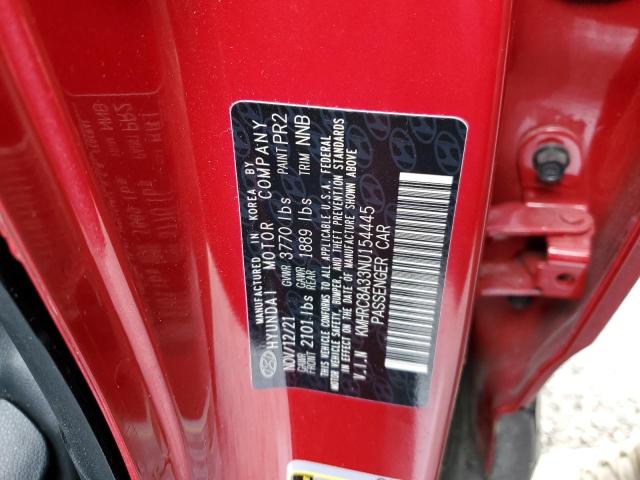 MANUFACTURED IN KOREA BY
HYUNDAI MOTOR COMPANY
NOV/12/21 GVWR 3770 lbs PAINT PR2
GAWR FRONT 2101 lbs GAWR REAR 1889 lbs TRIM NNB
THIS VEHICLE CONFORMS TO ALL APPLICABLE U.S.A. FEDERAL
MOTOR VEHICLE SAFETY, BUMPER, AND THEFT PREVENTION STANDARDS
IN EFFECT ON THE DATE OF MANUFACTURE SHOWN ABOVE.
V.I.N KMHRC8A33NU154445
PASSENGER CAR